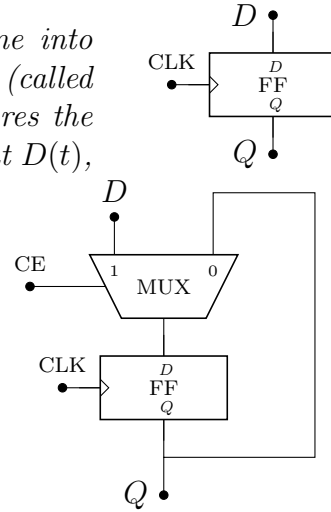 ne into
(called
res the
t D(t),
D
CLK
D
FF
Q
Q
D
1
0
CE
MUX
CLK
D
FF
Q
Q